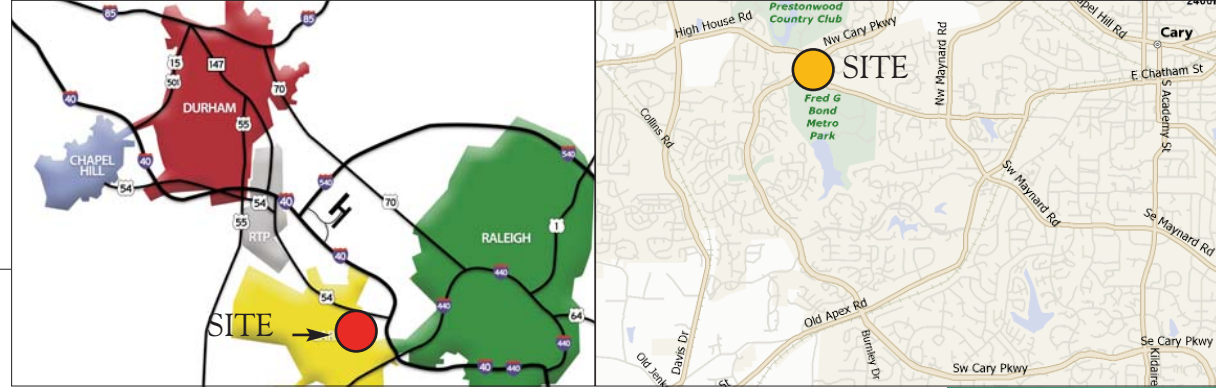 85
85
15
501
147
70
40
DURHAM
55
CHAPEL
HILL
40
54
54
40
55
RTP
540
540
70
1
RALEIGH
40
440
54
440
64
440
40
440
SITE
Prestonwood
Country Club
High House Rd
Nw Cary Pkwy
SITE
Fred G
Bond
Metro
Park
Collins Rd
Nw Maynard Rd
Cary
E Chatham St
S Academy St
Sw Maynard Rd
Se Maynard Rd
Old Apex Rd
Davis Dr
Burnley Dr
Sw Cary Pkwy
Se Cary Pkwy
Kildaire
Old Jenk